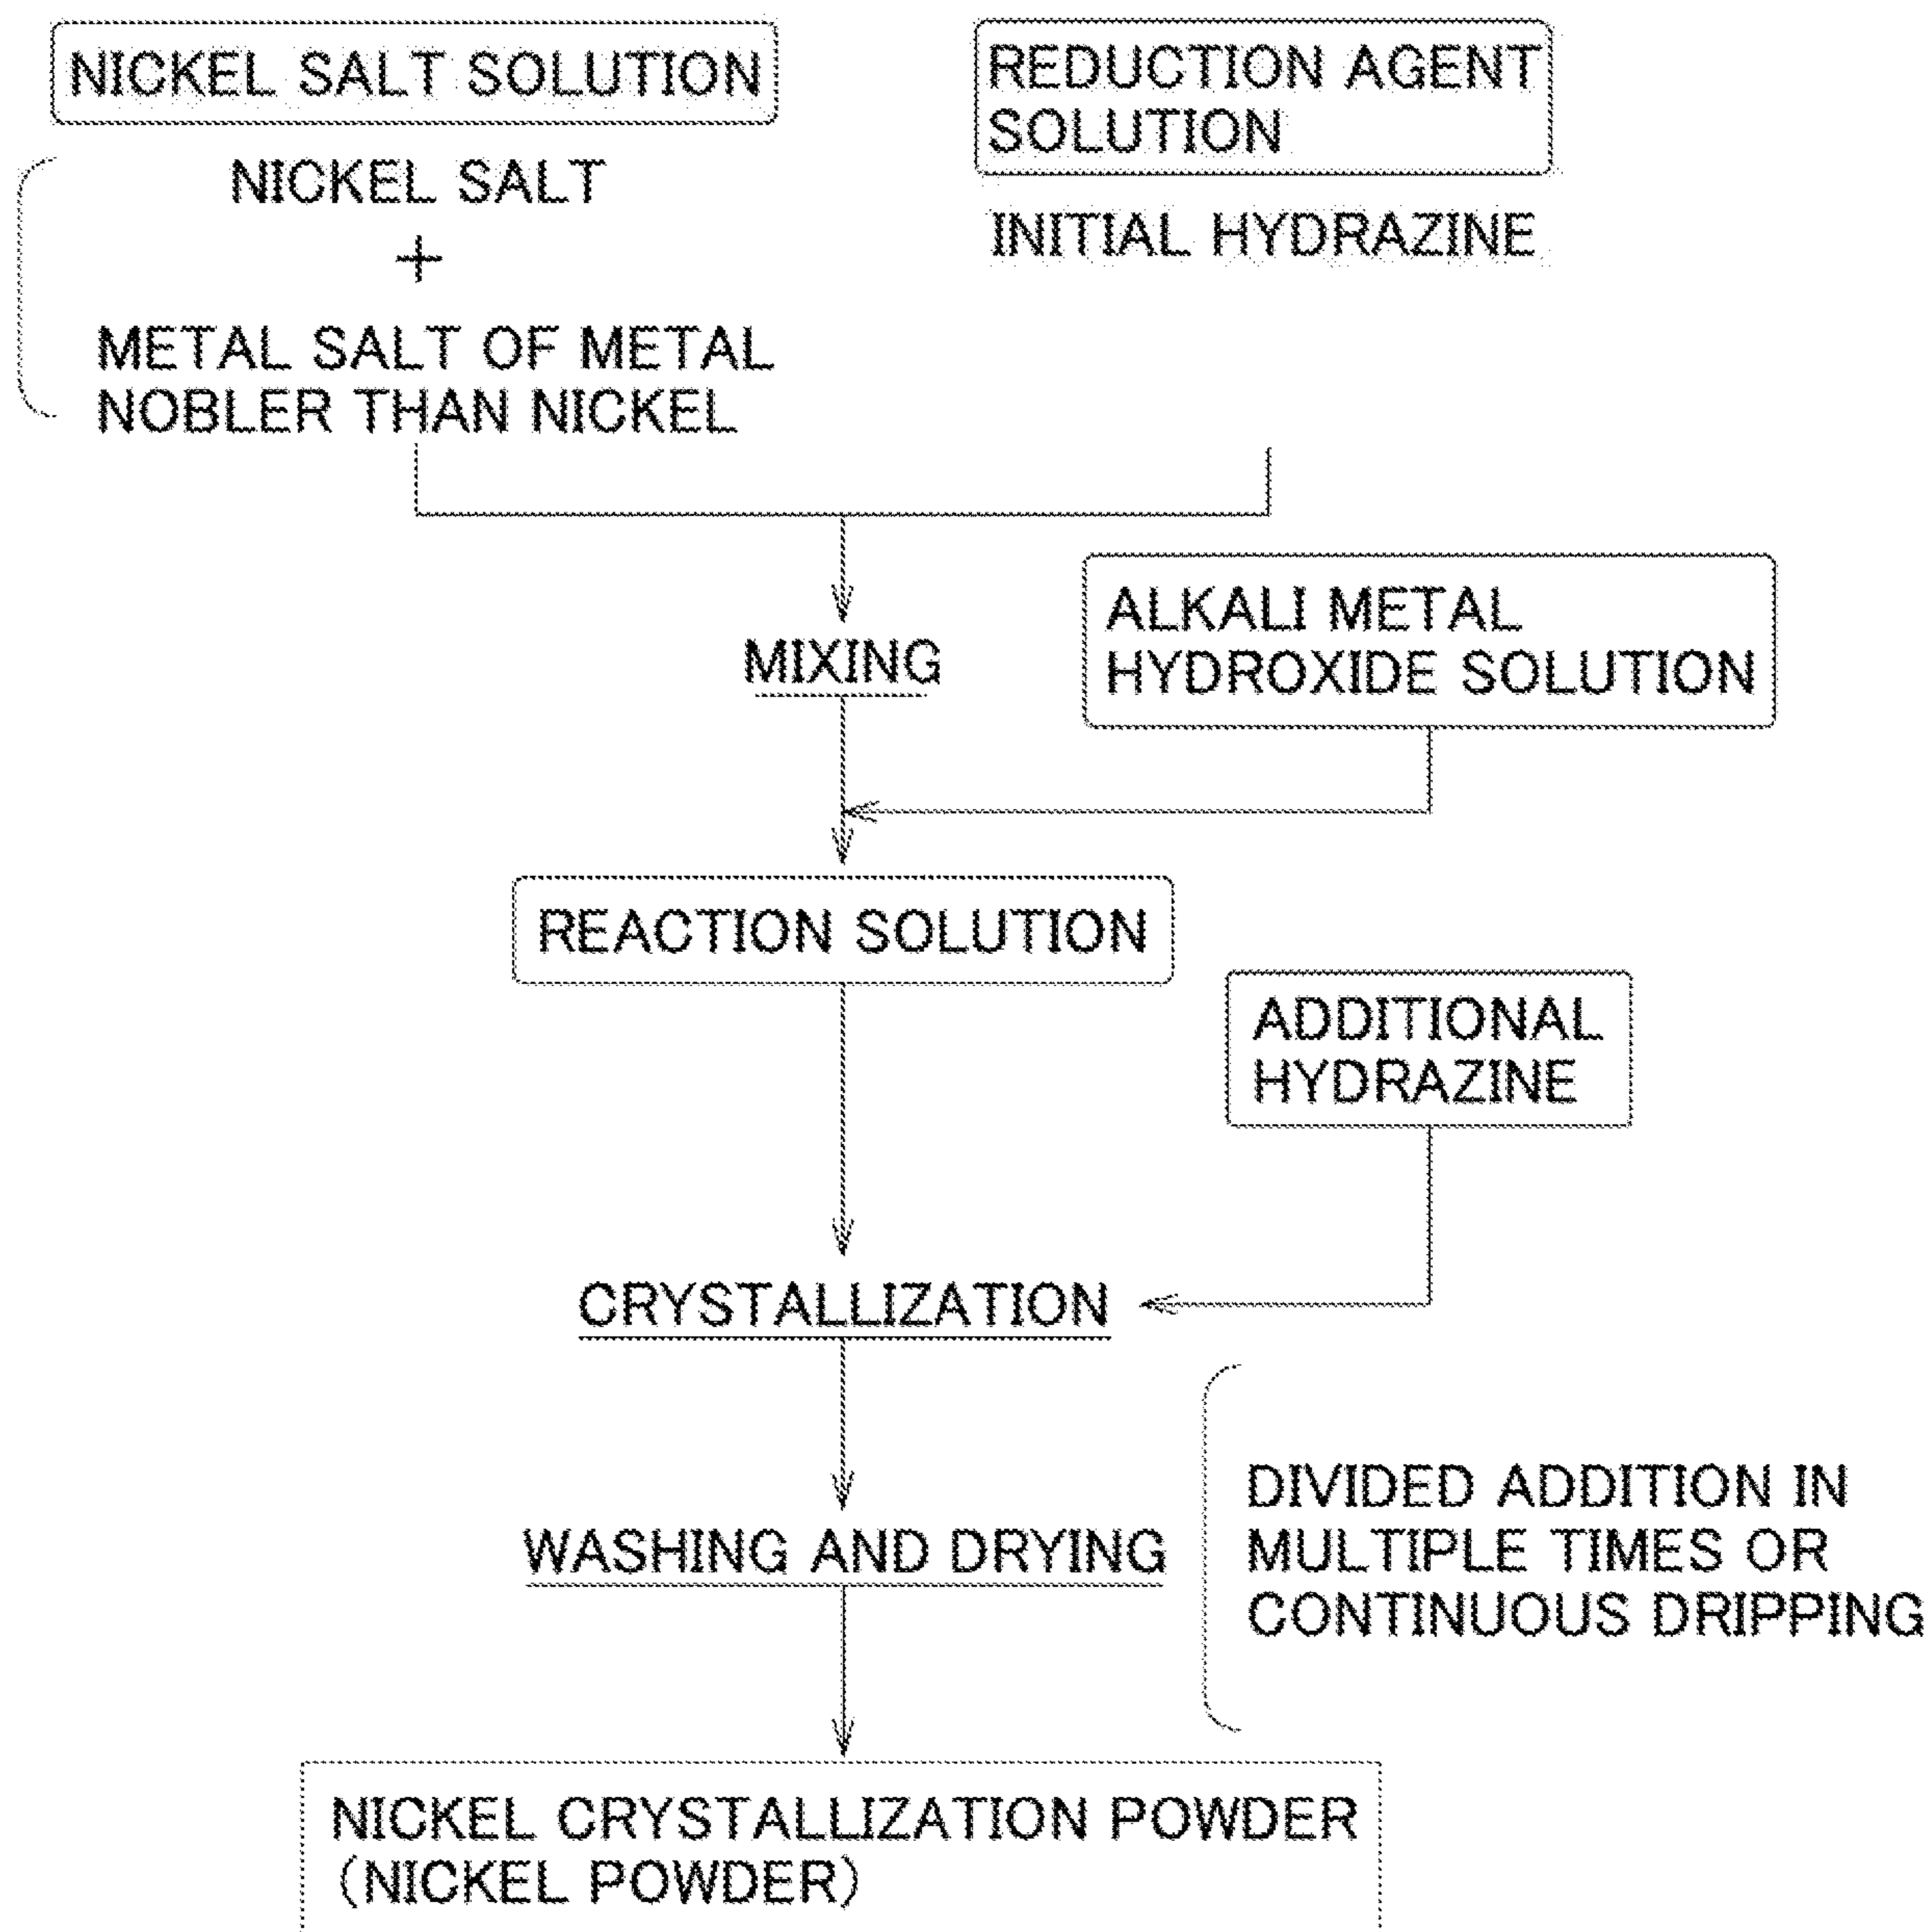 NICKEL SALT SOLUTION
NICKEL SALT
+
METAL SALT OF METAL
NOBLER THAN NICKEL
REDUCTION AGENT
SOLUTION
INITIAL HYDRAZINE
MIXING
ALKALI METAL
HYDROXIDE SOLUTION
REACTION SOLUTION
ADDITIONAL
HYDRAZINE
CRYSTALLIZATION
DIVIDED ADDITION IN
MULTIPLE TIMES OR
CONTINUOUS DRIPPING
WASHING AND DRYING
NICKEL CRYSTALLIZATION POWDER
(NICKEL POWDER)